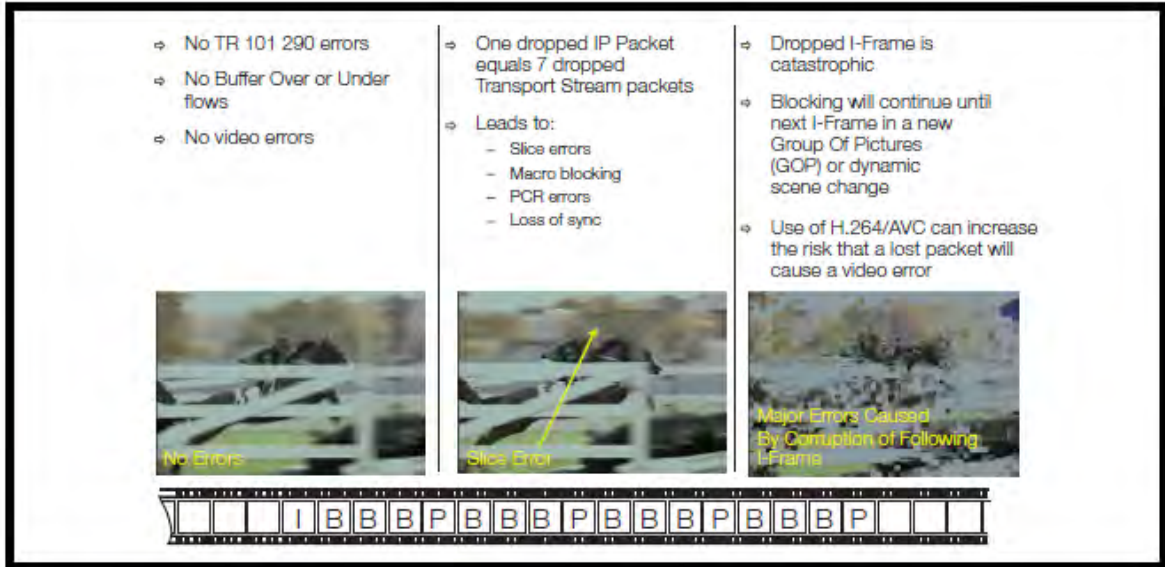 ⇨ No TR 101 290 errors
⇨ No Buffer Over or Under
flows
⇨ No video errors
⇨ One dropped IP Packet
equals 7 dropped
Transport Stream packets
⇨ Leads to:
– Slice errors
– Macro blocking
– PCR errors
– Loss of sync
⇨ Dropped I-Frame is
catastrophic
⇨ Blocking will continue until
next I-Frame in a new
Group Of Pictures
(GOP) or dynamic
scene change
⇨ Use of H.264/AVC can increase
the risk that a lost packet will
cause a video error
No Errors
Slice Error
Major Errors Caused
By Corruption of Following
I-Frame
I B B B P B B B P B B B P B B B P